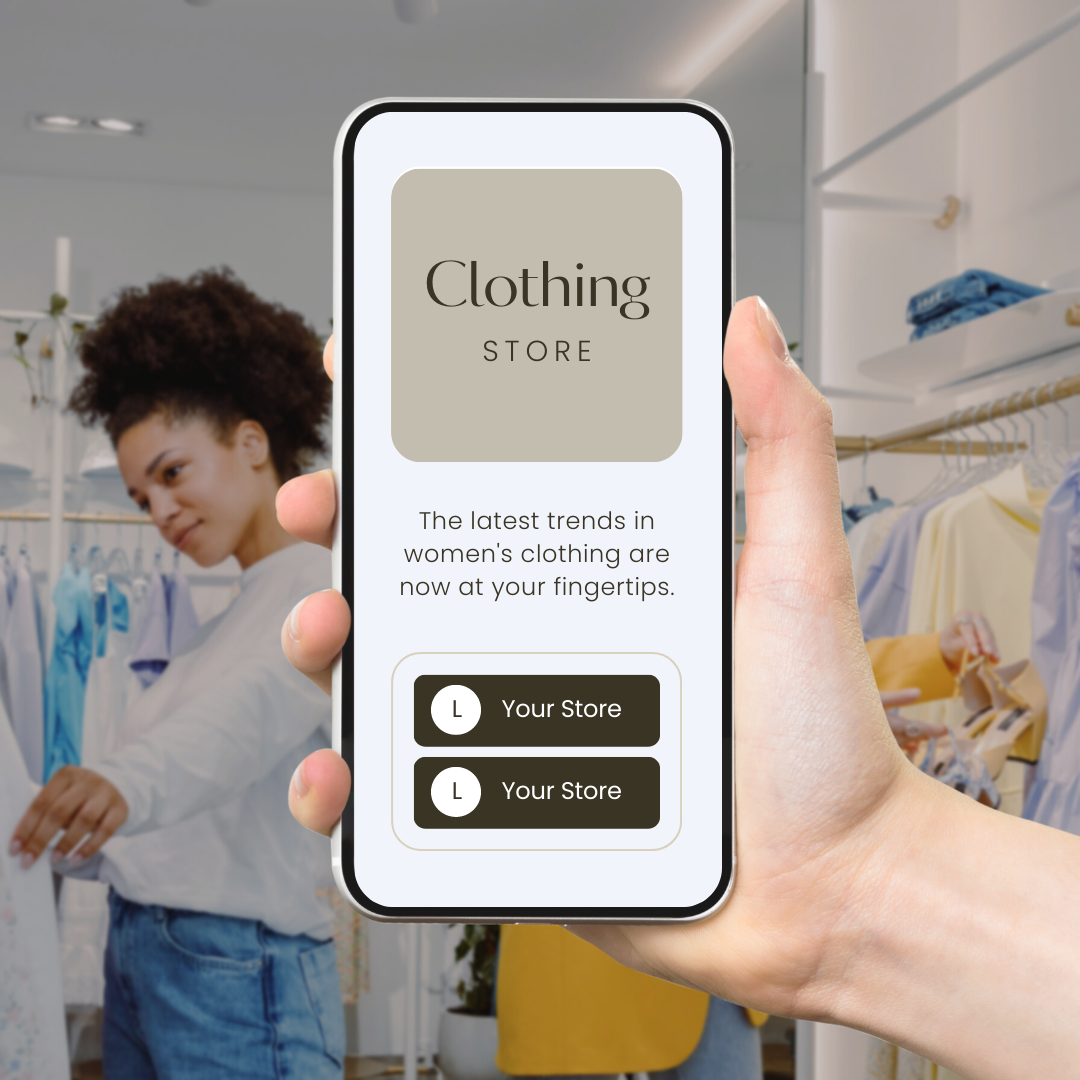 Clothing
STORE
The latest trends in
women's clothing are
now at your fingertips.
L Your Store
L Your Store